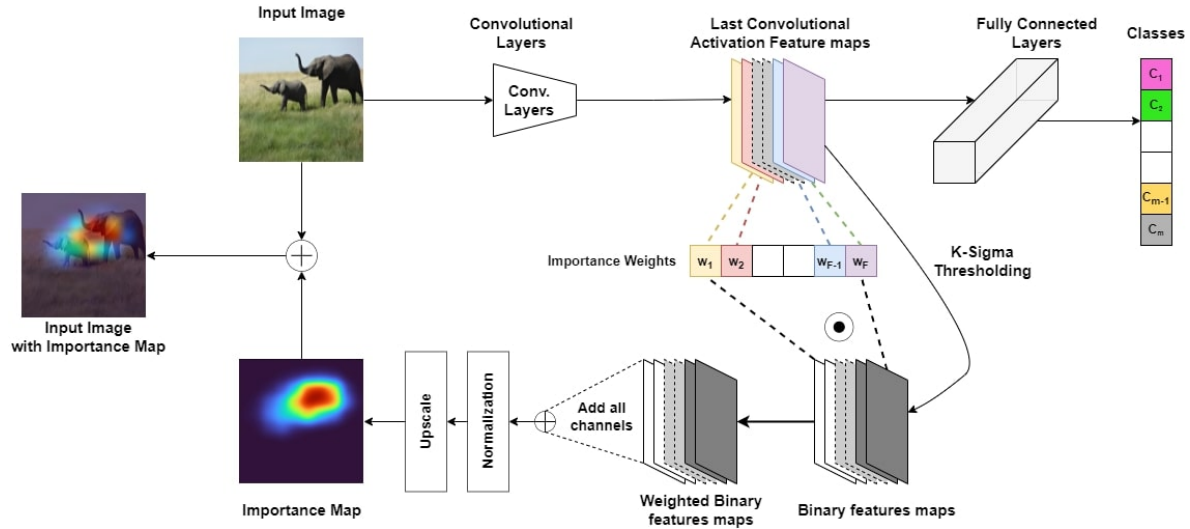 Input Image
Convolutional
Layers
Conv.
Layers
Last Convolutional
Activation Feature maps
Fully Connected
Layers
Classes
C1
C2
Cm-1
Cm
Importance Weights
w1
w2
wF-1
wF
K-Sigma
Thresholding
Input Image
with Importance Map
Upscale
Normalization
Add all
channels
Importance Map
Weighted Binary
features maps
Binary features maps